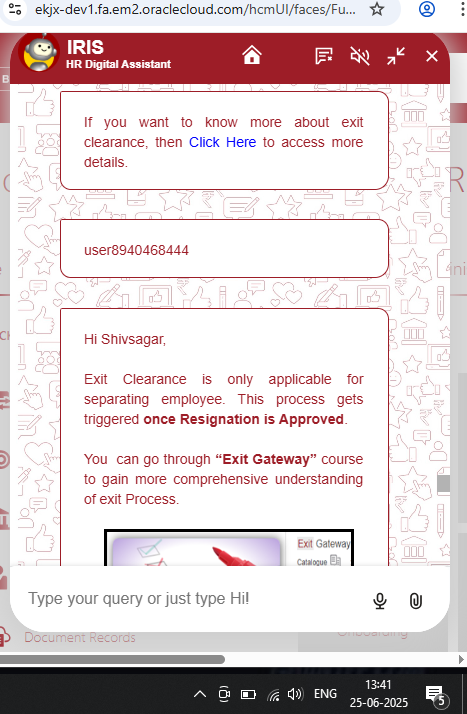 ekjx-dev1.fa.em2.oraclecloud.com/hcmUI/faces/Fu...
IRIS
HR Digital Assistant
If you want to know more about exit
clearance, then Click Here to access more
details.
user8940468444
Hi Shivsagar,
Exit Clearance is only applicable for
separating employee. This process gets
triggered once Resignation is Approved.
You can go through “Exit Gateway” course
to gain more comprehensive understanding
of exit Process.
Exit Gateway
Catalogue
Type your query or just type Hi!
Document Records
Onboarding
ENG
13:41
25-06-2025
5